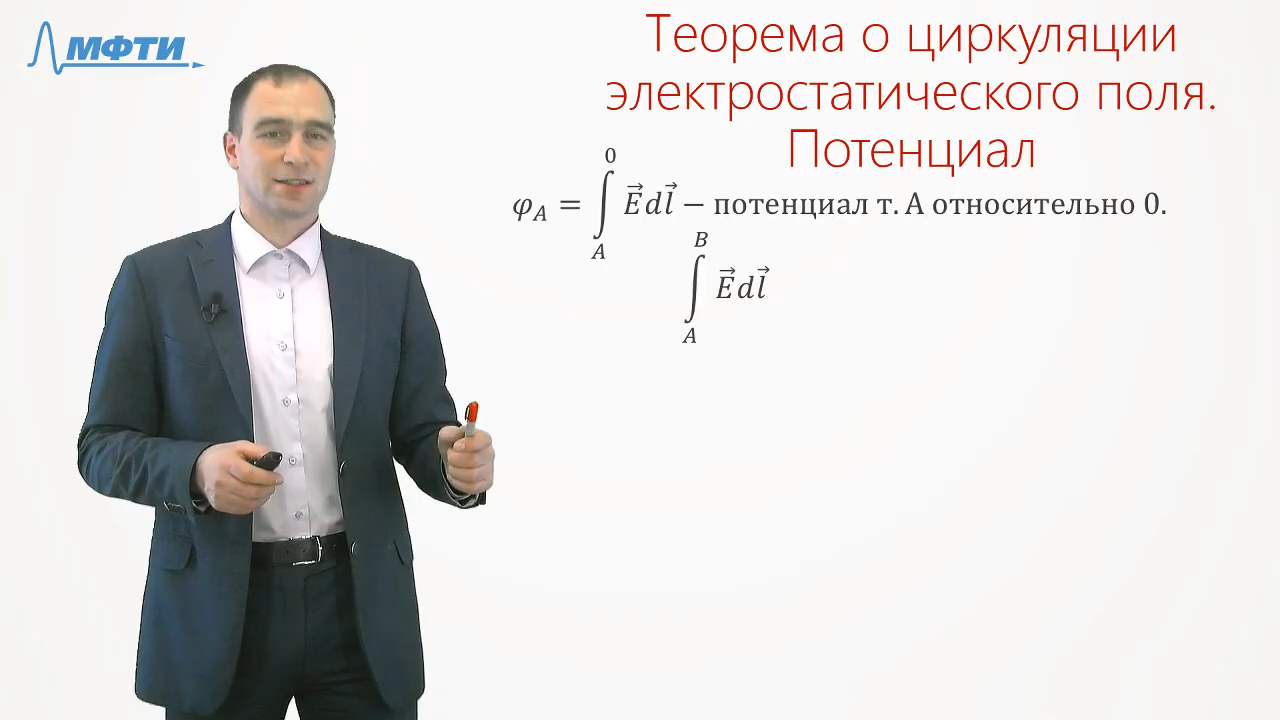 МФТИ
Теорема о циркуляции
электростатического поля.
Потенциал
φ_A = ∫_A^0 E⃗dl⃗ − потенциал т. A относительно 0.
∫_A^B E⃗dl⃗